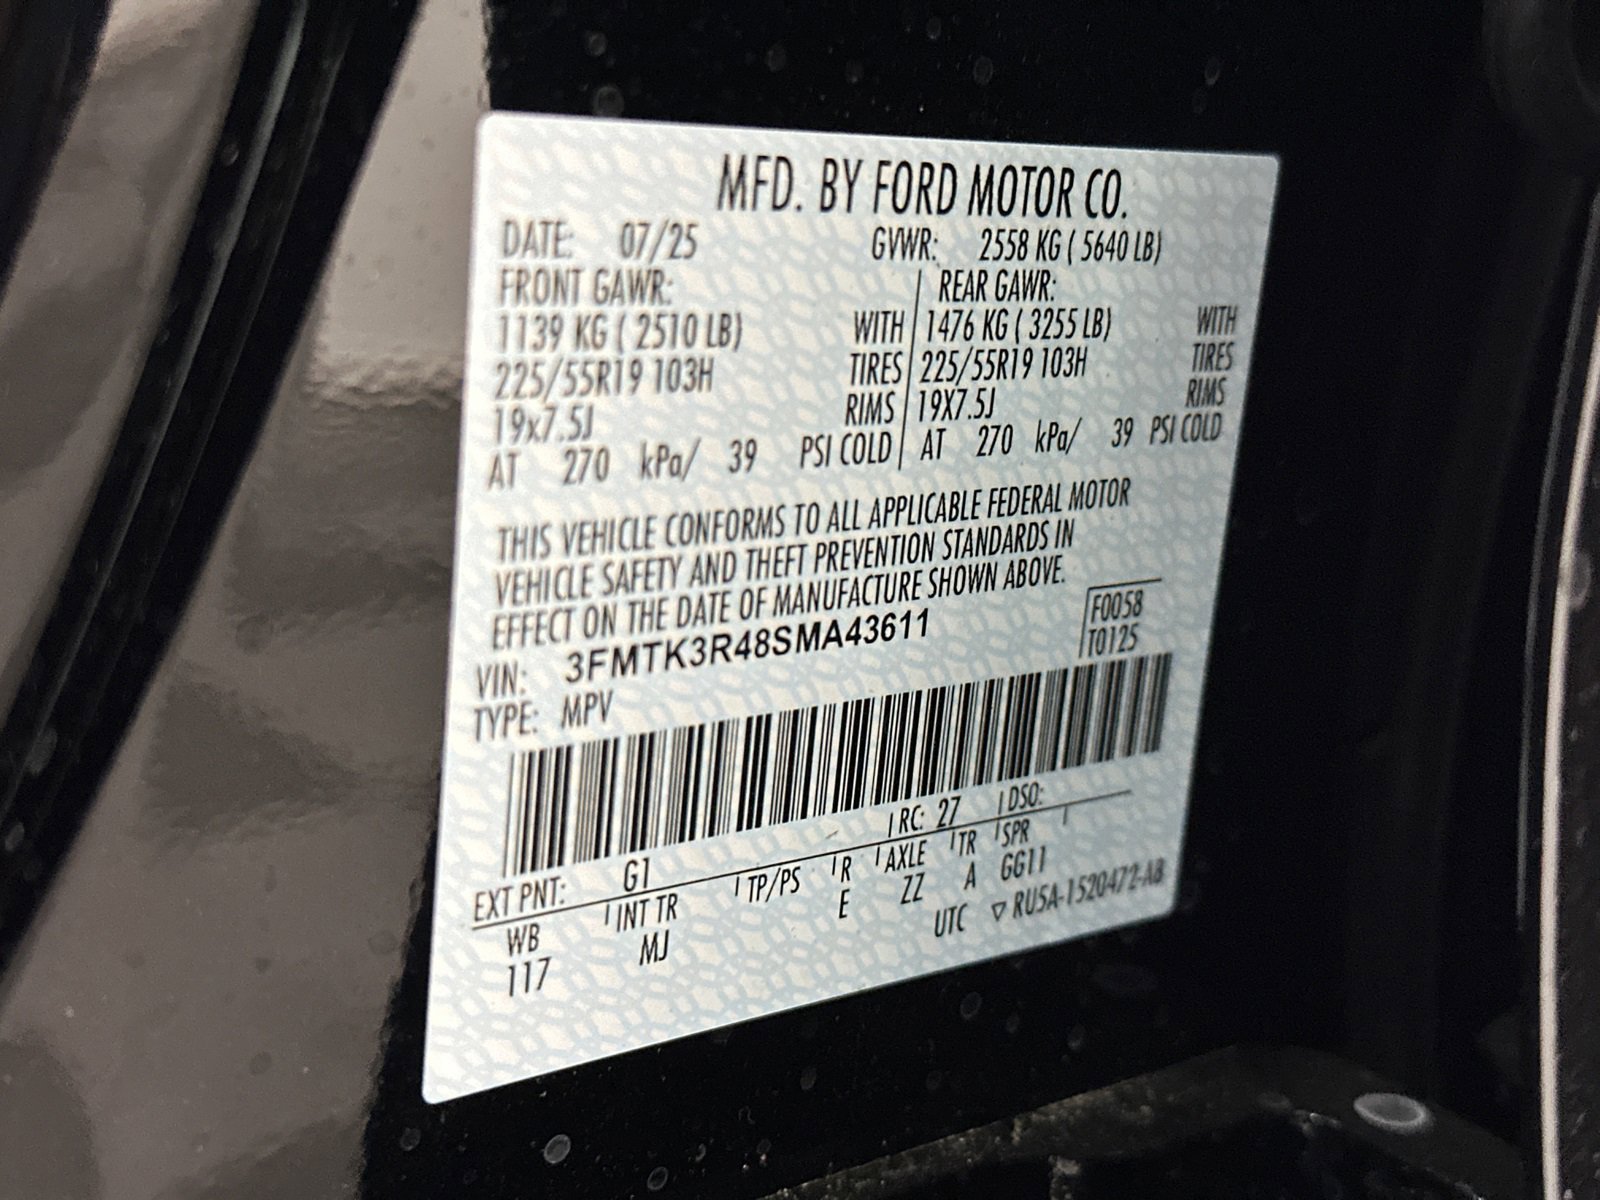 MFD. BY FORD MOTOR CO.
DATE: 07/25 GVWR: 2558 KG ( 5640 LB)
FRONT GAWR: REAR GAWR:
1139 KG ( 2510 LB) WITH 1476 KG ( 3255 LB) WITH
225/55R19 103H TIRES 225/55R19 103H TIRES
19x7.5J RIMS 19X7.5J RIMS
AT 270 kPa/ 39 PSI COLD AT 270 kPa/ 39 PSI COLD
THIS VEHICLE CONFORMS TO ALL APPLICABLE FEDERAL MOTOR
VEHICLE SAFETY AND THEFT PREVENTION STANDARDS IN
EFFECT ON THE DATE OF MANUFACTURE SHOWN ABOVE.
VIN: 3FMTK3R48SMA43611 F0058
TYPE: MPV T0125
EXT PNT: G1 RC: 27 DSO:
WB INT TR TP/PS R AXLE TR SPR
117 MJ E ZZ A GG11
UTC ▽ RU5A-1520472-AB